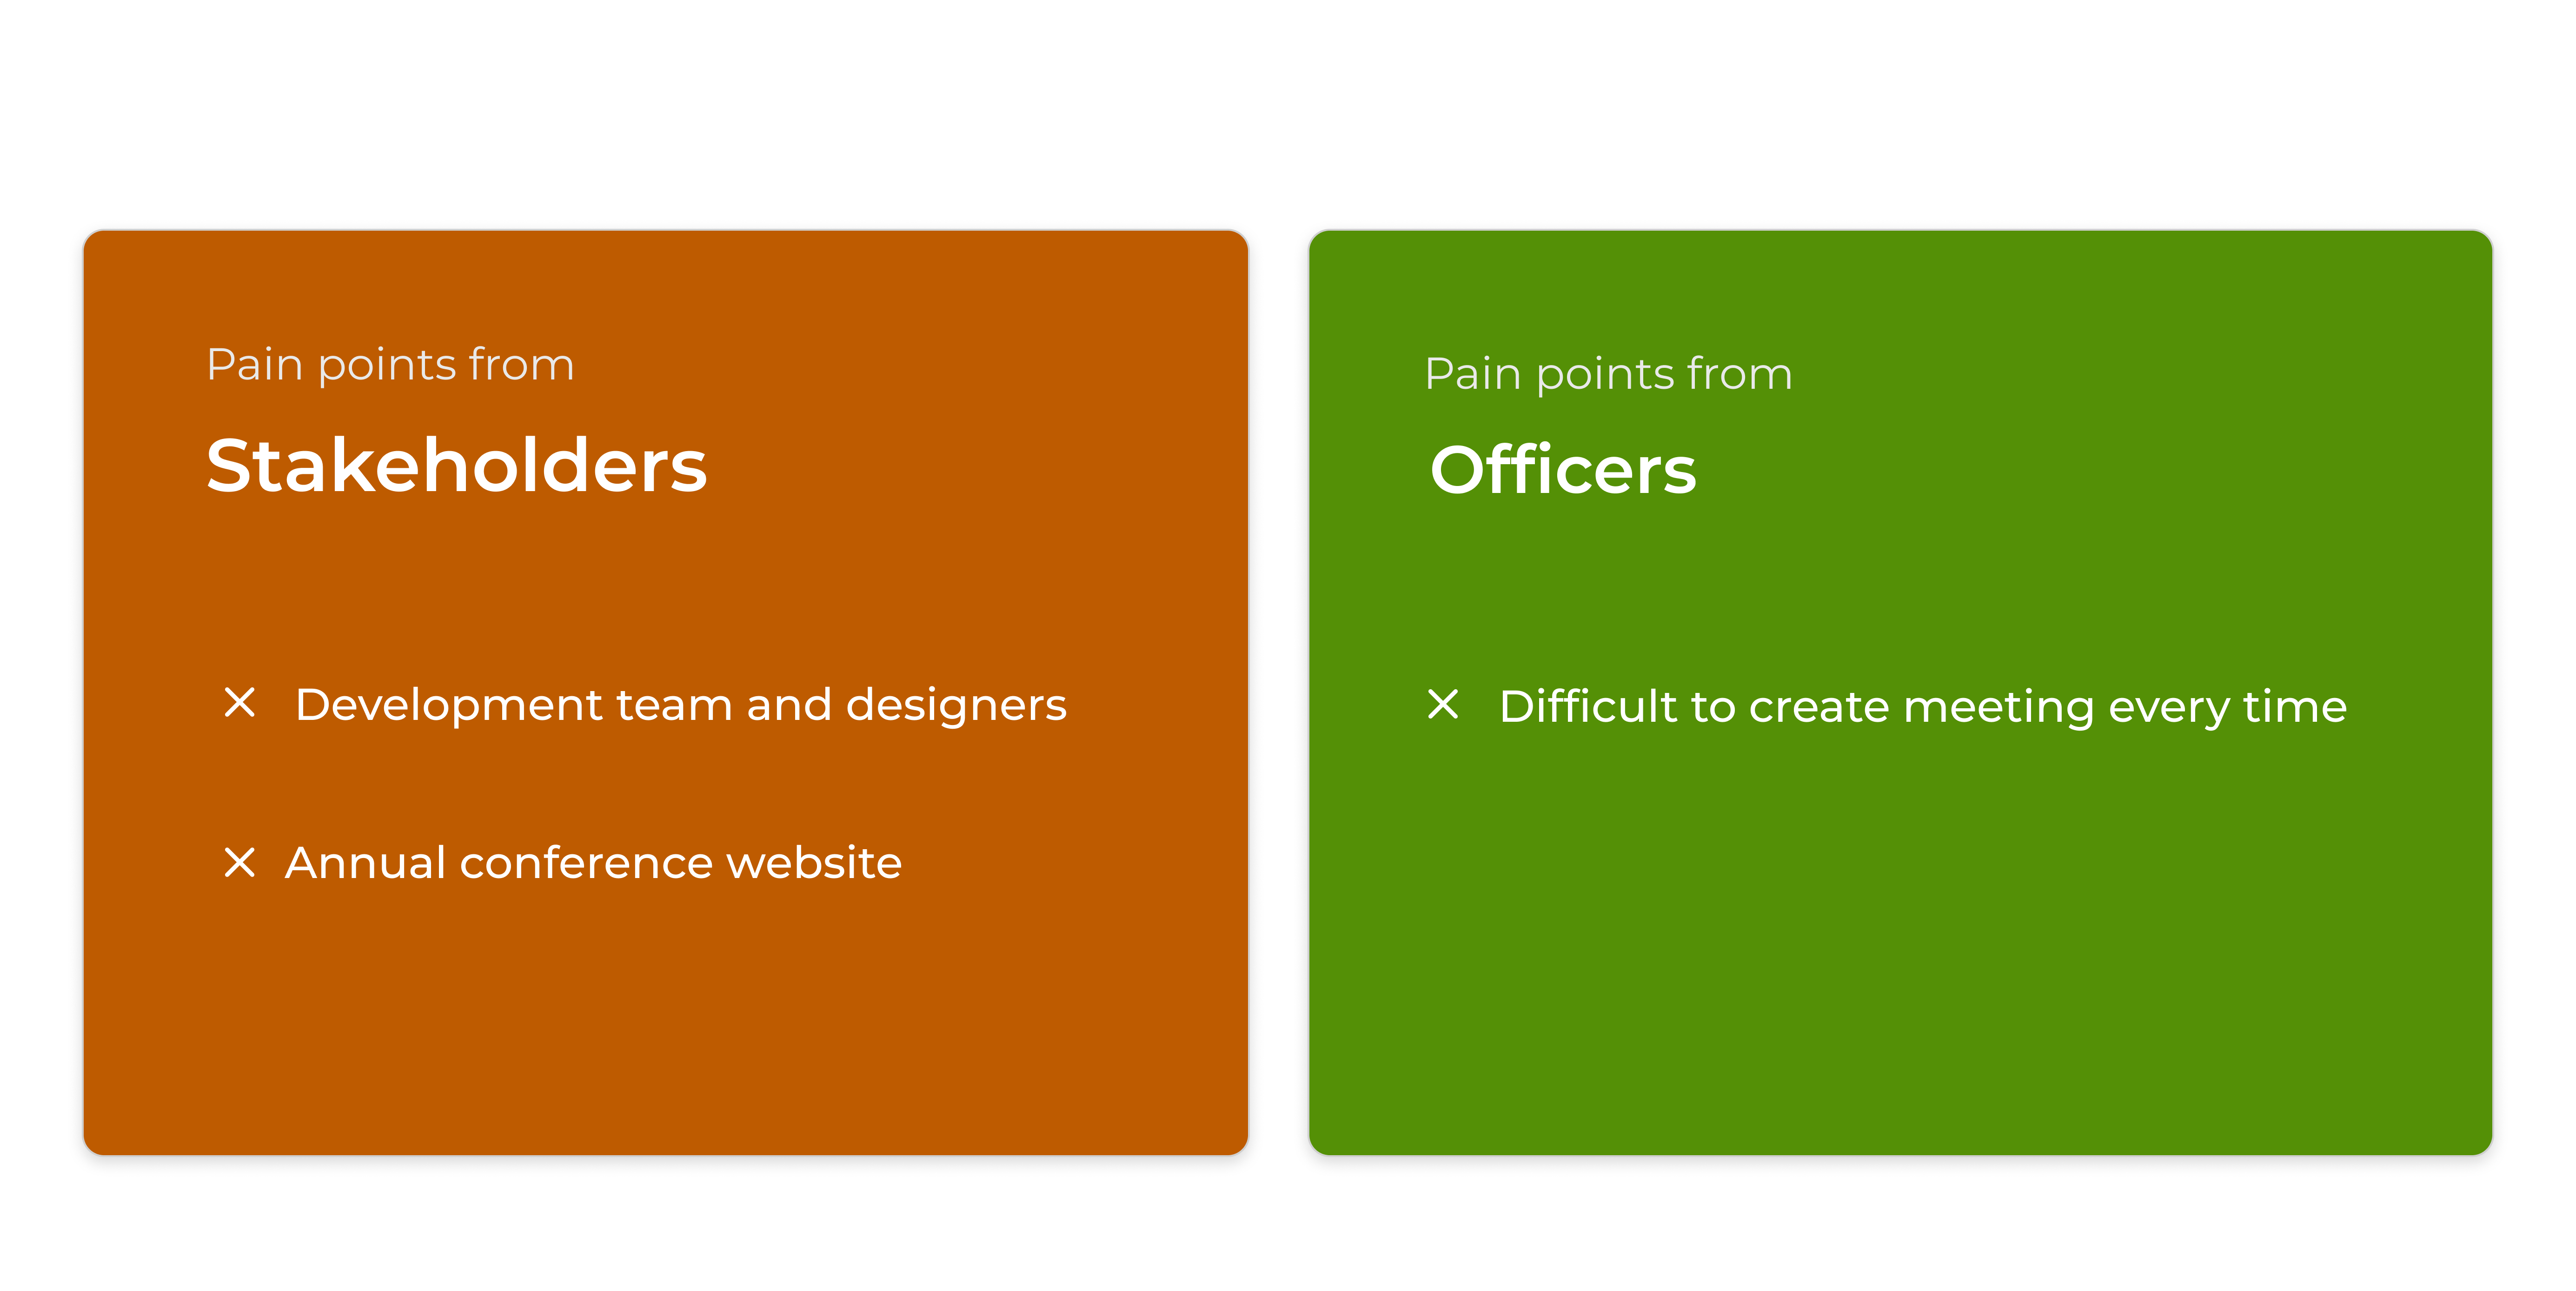 Pain points from
Stakeholders
Development team and designers
Annual conference website
Pain points from
Officers
Difficult to create meeting every time